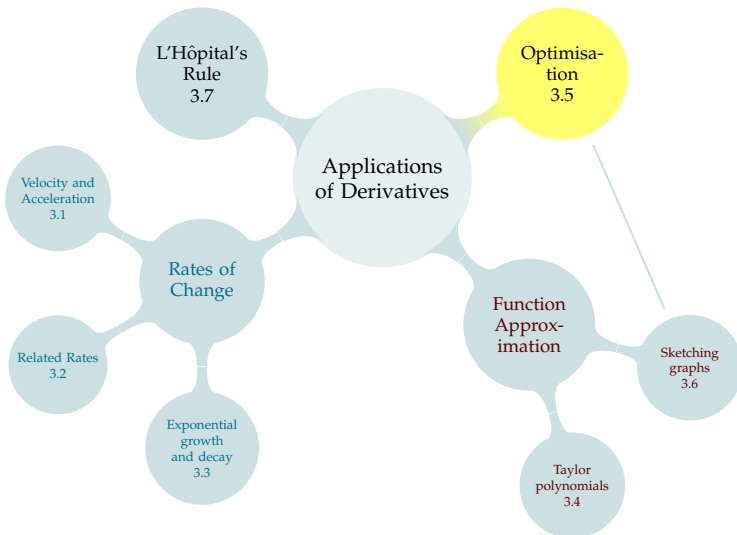 L'Hôpital's
Rule
3.7
Optimisa-
tion
3.5
Applications
of Derivatives
Velocity and
Acceleration
3.1
Rates of
Change
Function
Approx-
imation
Related Rates
3.2
Sketching
graphs
3.6
Exponential
growth
and decay
3.3
Taylor
polynomials
3.4